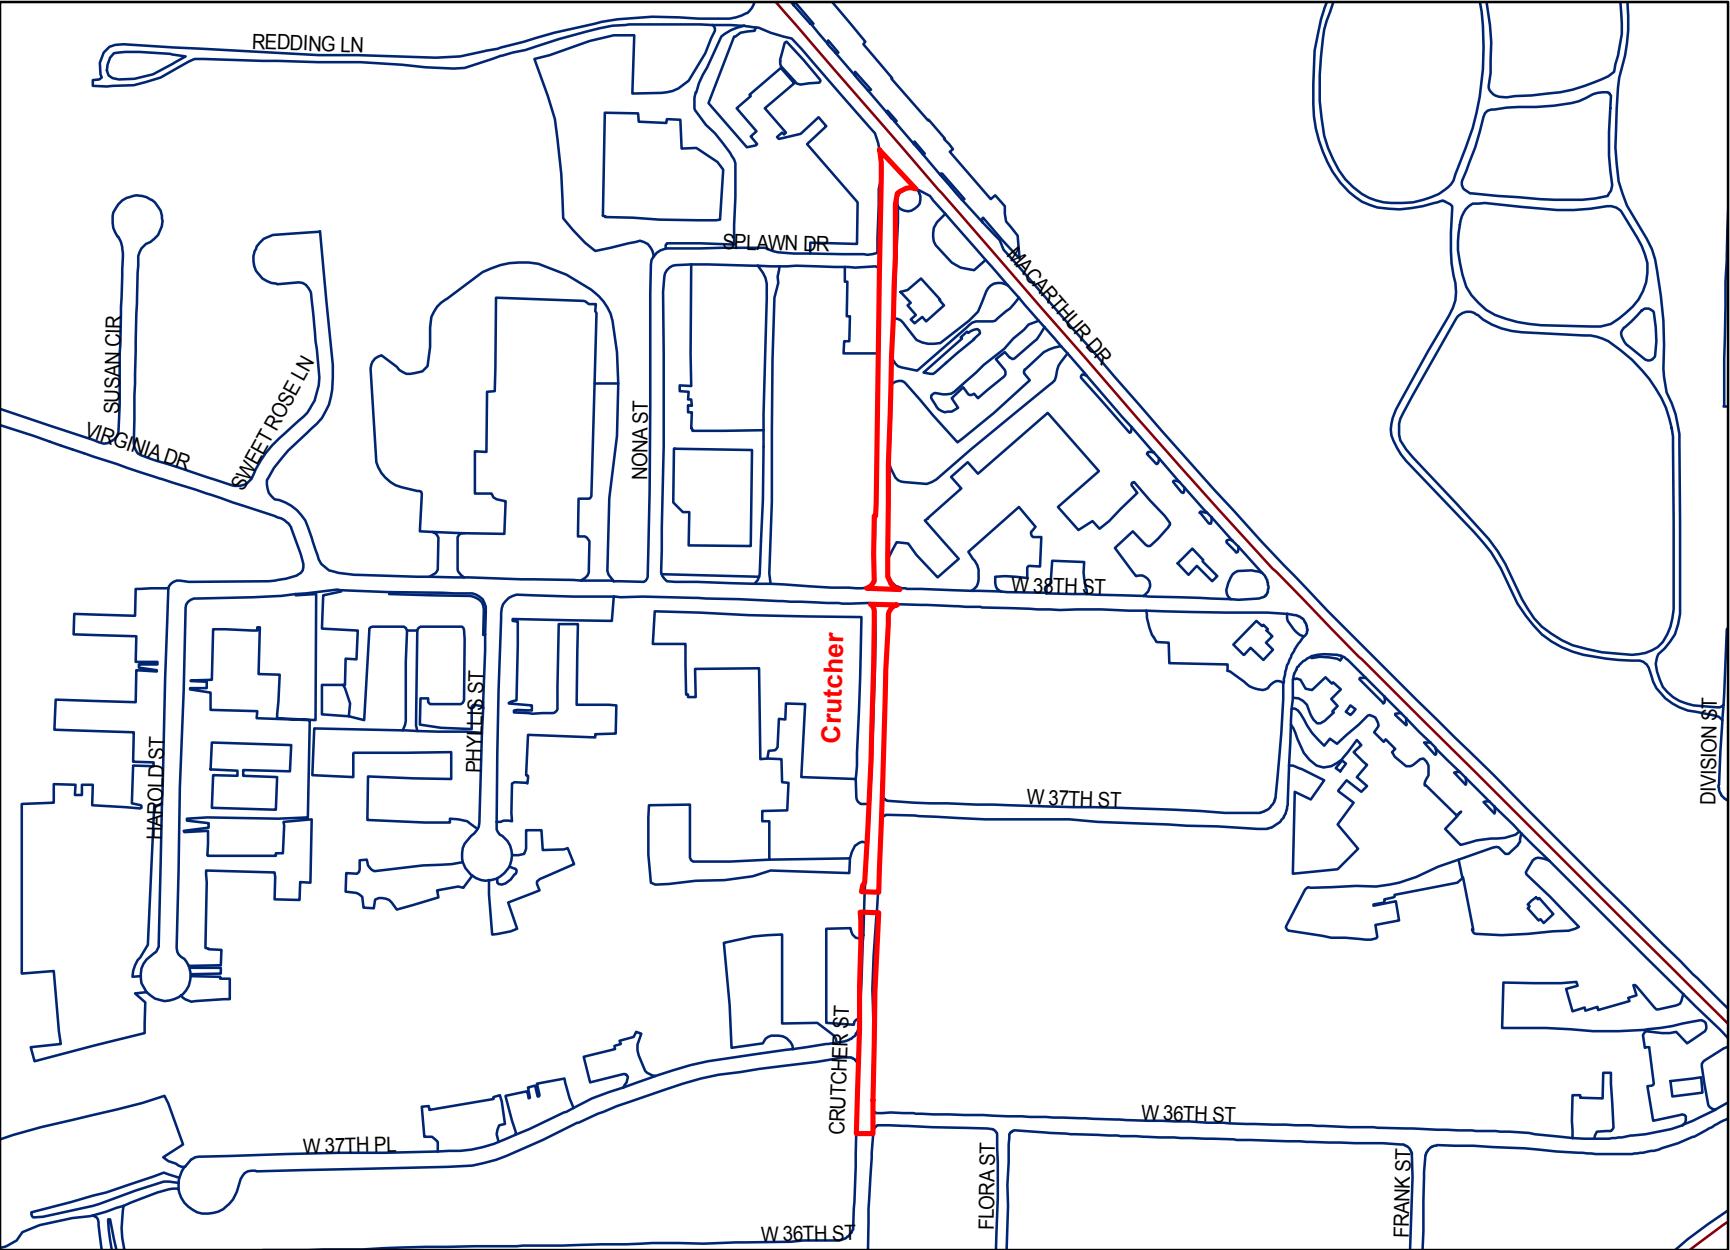 REDDING LN
SPLAWN DR
MACARTHUR DR
SUSAN CIR
SWEET ROSE LN
VIRGINIA DR
NONA ST
W 38TH ST
Crutcher
PHYLLIS ST
HAROLD ST
W 37TH ST
DIVISION ST
CRUTCHER ST
W 36TH ST
W 37TH PL
FLORA ST
FRANK ST
W 36TH ST